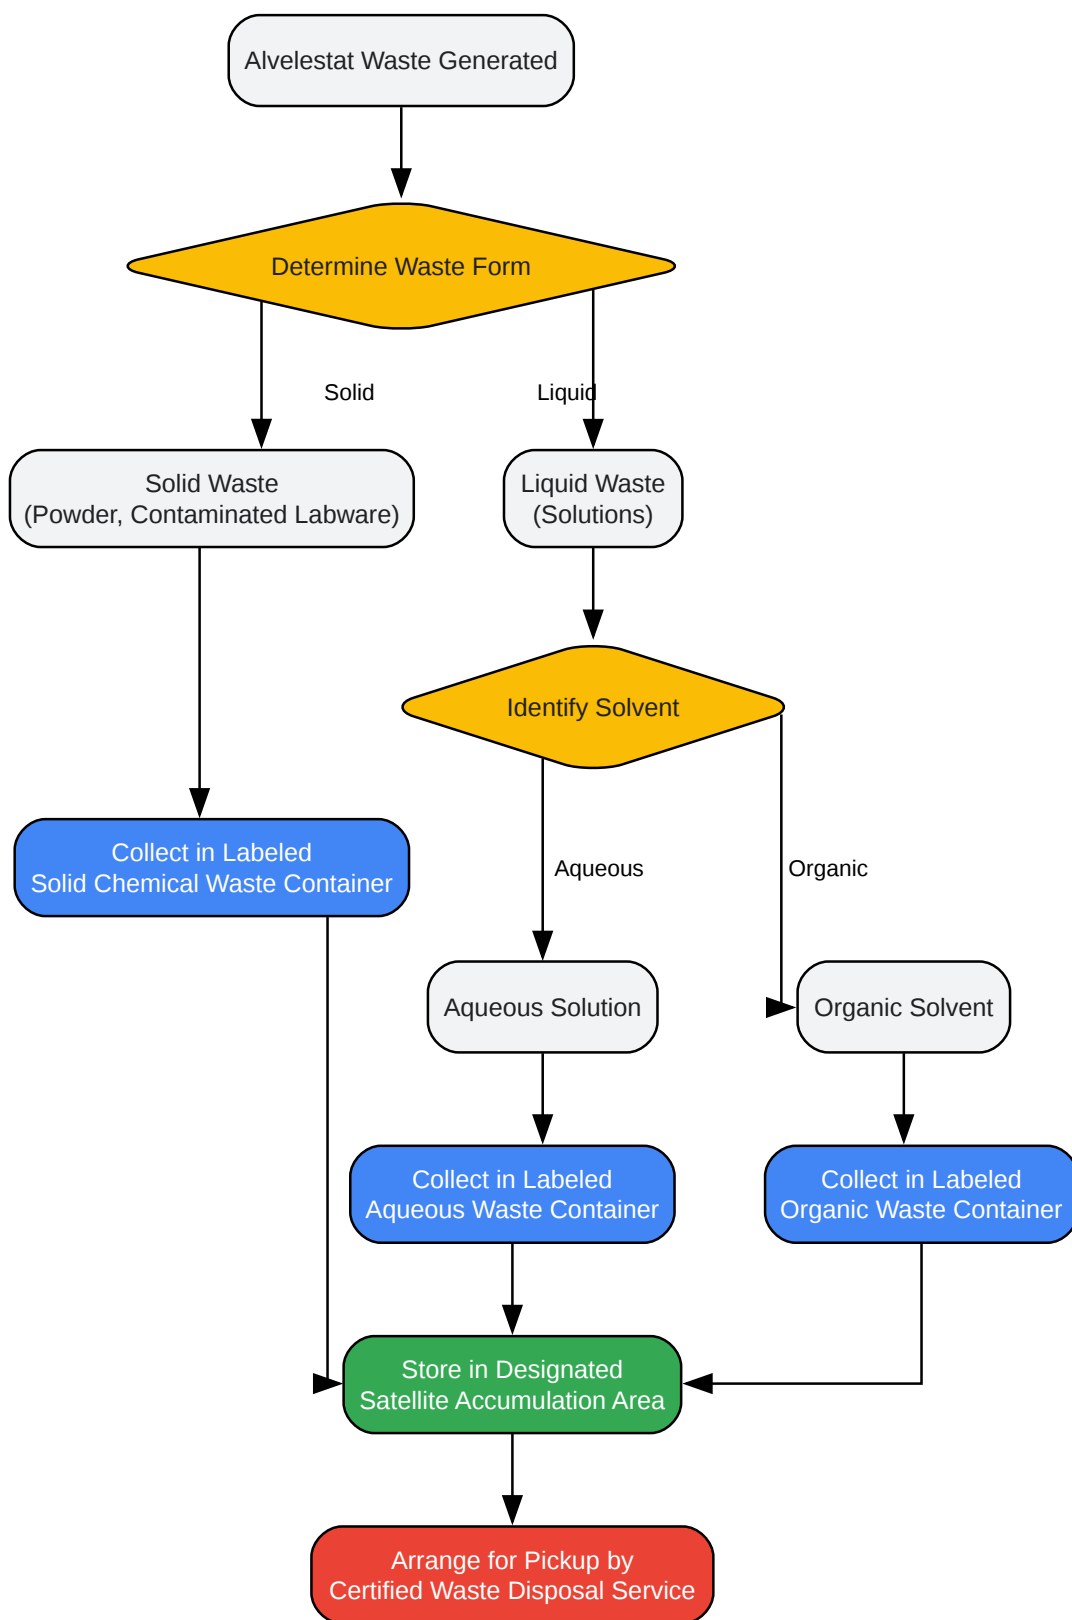 Alvelestat Waste Generated
Determine Waste Form
Solid
Liquid
Solid Waste
(Powder, Contaminated Labware)
Liquid Waste
(Solutions)
Identify Solvent
Collect in Labeled
Solid Chemical Waste Container
Aqueous
Organic
Aqueous Solution
Organic Solvent
Collect in Labeled
Aqueous Waste Container
Collect in Labeled
Organic Waste Container
Store in Designated
Satellite Accumulation Area
Arrange for Pickup by
Certified Waste Disposal Service